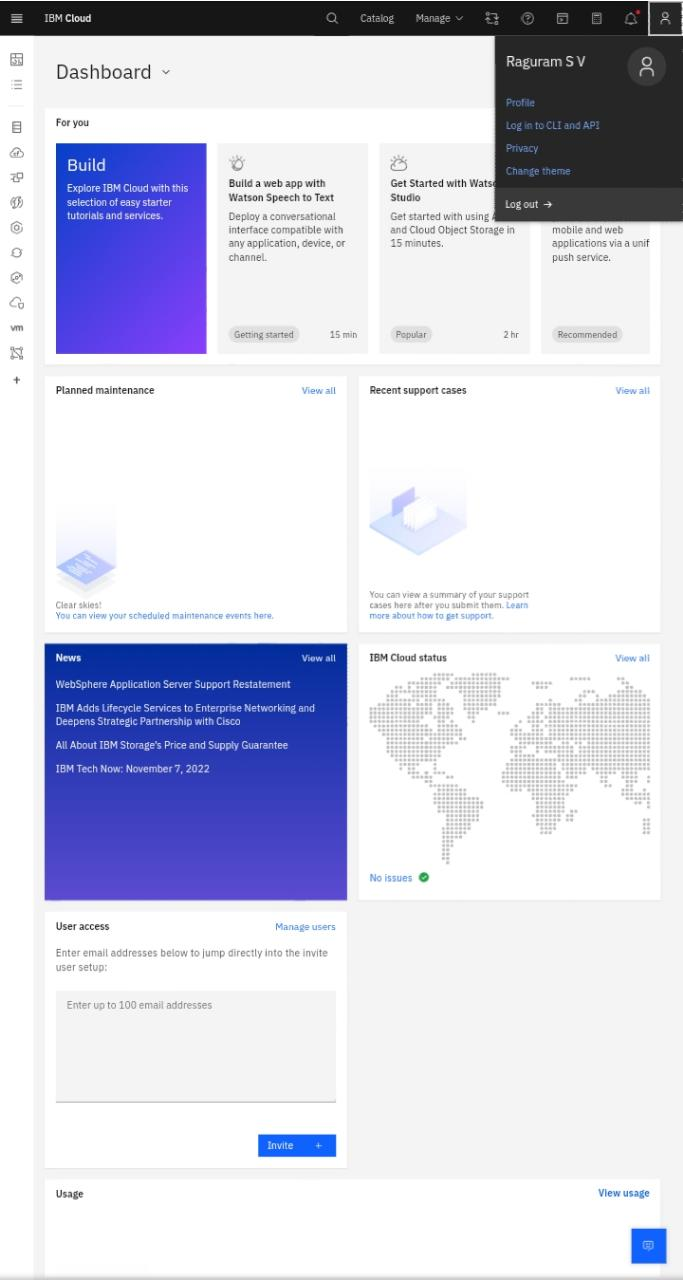 IBM Cloud
Catalog
Manage
Raguram S V
Profile
Log in to CLI and API
Privacy
Change theme
Log out →
Dashboard
For you
Build
Explore IBM Cloud with this
selection of easy starter
tutorials and services.
Build a web app with
Watson Speech to Text
Deploy a conversational
interface compatible with
any application, device, or
channel.
Getting started
15 min
Get Started with
Studio
Get started with using
and Cloud Object Storage in
15 minutes.
Popular
2 hr
mobile and web
applications via a unif
push service.
Recommended
Planned maintenance
View all
Clear skies!
You can view your scheduled maintenance events here.
Recent support cases
View all
You can view a summary of your support
cases here after you submit them. Learn
more about how to get support.
News
View all
WebSphere Application Server Support Restatement
IBM Adds Lifecycle Services to Enterprise Networking and
Deepens Strategic Partnership with Cisco
All About IBM Storage's Price and Supply Guarantee
IBM Tech Now: November 7, 2022
IBM Cloud status
View all
No issues
User access
Manage users
Enter email addresses below to jump directly into the invite
user setup:
Enter up to 100 email addresses
Invite +
Usage
View usage
vm